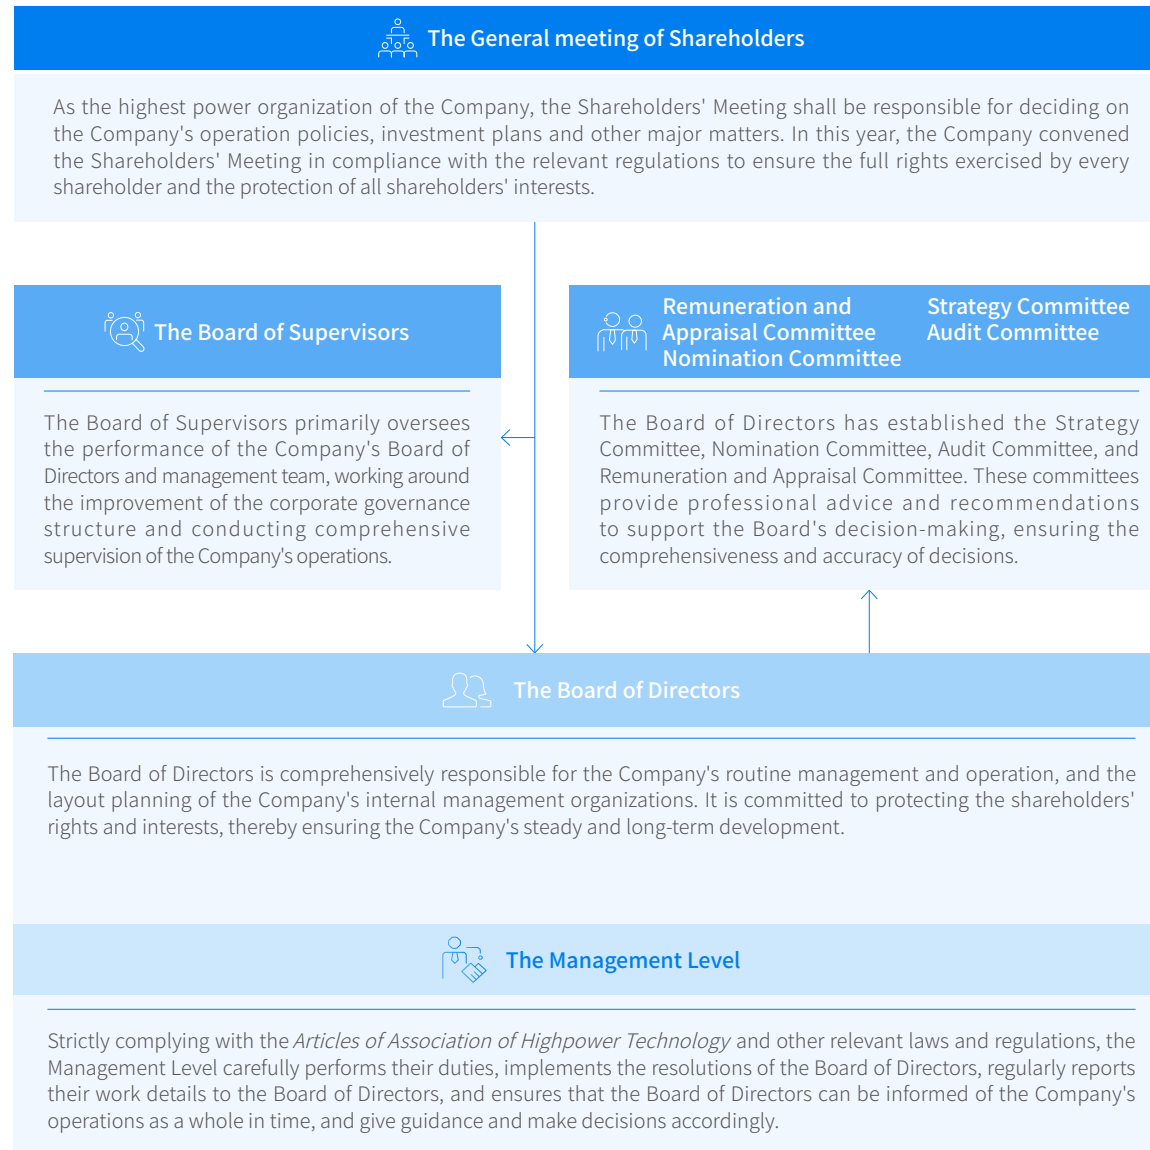 The General meeting of Shareholders
As the highest power organization of the Company, the Shareholders' Meeting shall be responsible for deciding on
the Company's operation policies, investment plans and other major matters. In this year, the Company convened
the Shareholders' Meeting in compliance with the relevant regulations to ensure the full rights exercised by every
shareholder and the protection of all shareholders' interests.
The Board of Supervisors
The Board of Supervisors primarily oversees
the performance of the Company's Board of
Directors and management team, working around
the improvement of the corporate governance
structure and conducting comprehensive
supervision of the Company's operations.
Remuneration and
Appraisal Committee
Nomination Committee
Strategy Committee
Audit Committee
The Board of Directors has established the Strategy
Committee, Nomination Committee, Audit Committee, and
Remuneration and Appraisal Committee. These committees
provide professional advice and recommendations
to support the Board's decision-making, ensuring the
comprehensiveness and accuracy of decisions.
The Board of Directors
The Board of Directors is comprehensively responsible for the Company's routine management and operation, and the
layout planning of the Company's internal management organizations. It is committed to protecting the shareholders'
rights and interests, thereby ensuring the Company's steady and long-term development.
The Management Level
Strictly complying with the Articles of Association of Highpower Technology and other relevant laws and regulations, the
Management Level carefully performs their duties, implements the resolutions of the Board of Directors, regularly reports
their work details to the Board of Directors, and ensures that the Board of Directors can be informed of the Company's
operations as a whole in time, and give guidance and make decisions accordingly.